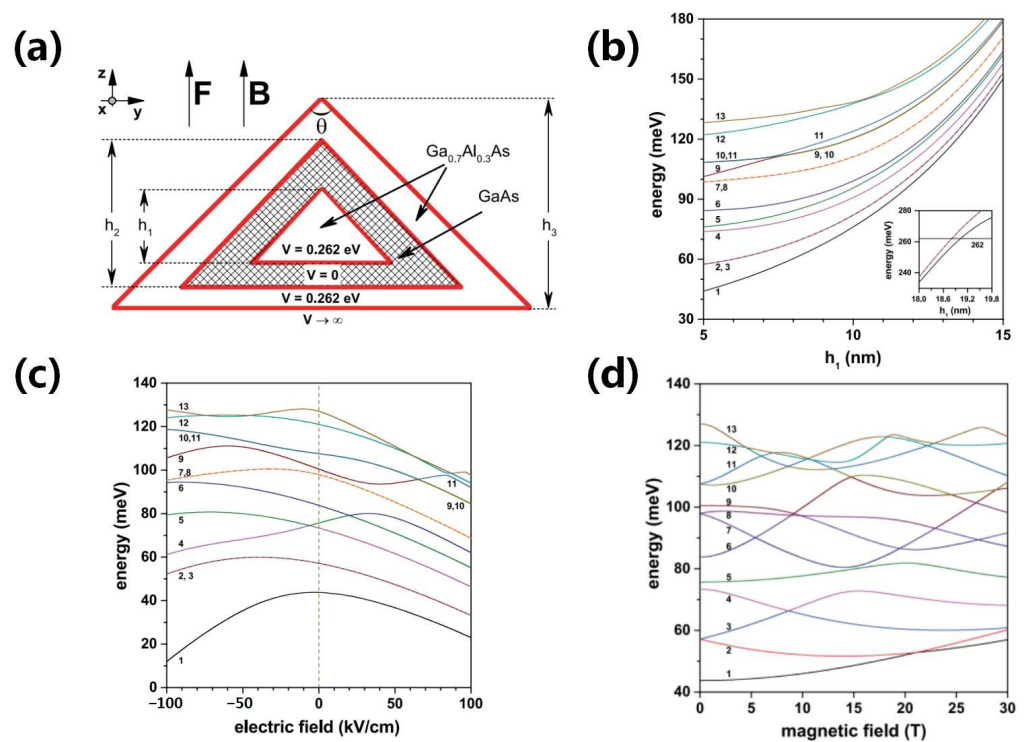 (a)
z
x
y
F
B
θ
Ga0.7Al0.3As
GaAs
h2
h1
h3
V = 0.262 eV
V = 0
V = 0.262 eV
V → ∞
(b)
energy (meV)
180
150
120
90
60
30
13
12
11
10,11
9
9, 10
7,8
6
5
4
2, 3
1
energy (meV)
280
260
240
262
18.0 18.6 19.2 19.8
h1 (nm)
5 10 15
h1 (nm)
(c)
energy (meV)
140
120
100
80
60
40
20
0
13
12
10,11
9
7,8
6
5
4
2, 3
1
11
9, 10
−100 −50 0 50 100
electric field (kV/cm)
(d)
energy (meV)
140
120
100
80
60
40
13
12
11
10
9
8
7
6
5
4
3
2
1
0 5 10 15 20 25 30
magnetic field (T)